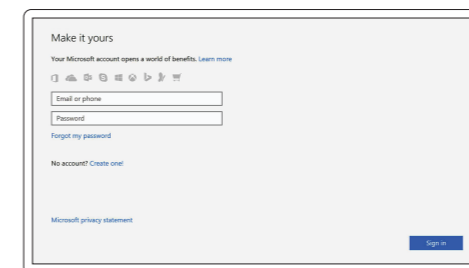 Make it yours
Your Microsoft account opens a world of benefits. Learn more
Email or phone
Password
Forgot my password
No account? Create one!
Microsoft privacy statement
Sign in